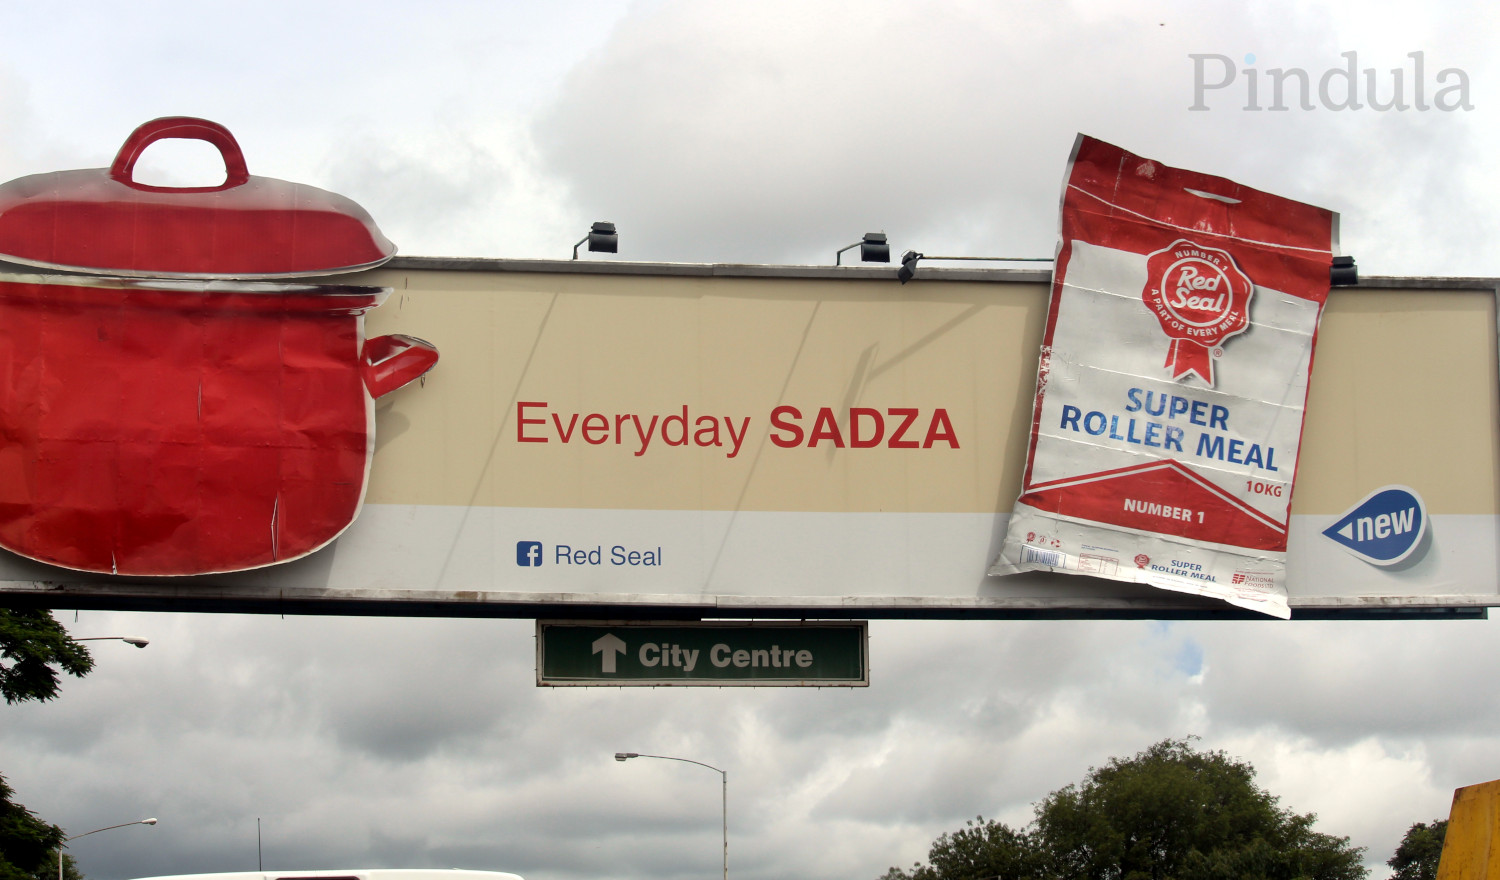 Pindula
NUMBER 1
Red
Seal
A PART OF EVERY MEAL
®
SUPER
ROLLER MEAL
10KG
NUMBER 1
SUPER
ROLLER MEAL
NATIONAL
Everyday SADZA
Red Seal
new
City Centre